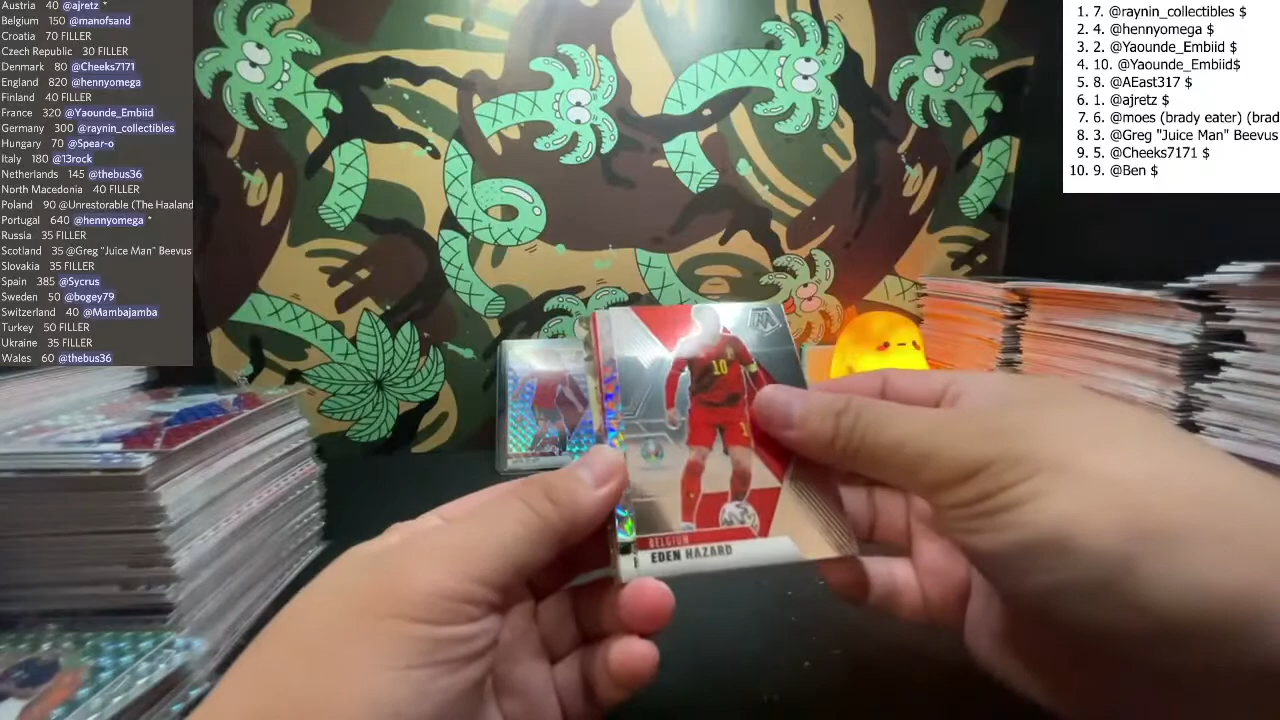 Austria 40 @ajretz *
Belgium 150 @manofsand
Croatia 70 FILLER
Czech Republic 30 FILLER
Denmark 80 @Cheeks7171
England 820 @hennyomega
Finland 40 FILLER
France 320 @Yaounde_Embiid
Germany 300 @raynin_collectibles
Hungary 70 @Spear-o
Italy 180 @13rock
Netherlands 145 @thebus36
North Macedonia 40 FILLER
Poland 90 @Unrestorable (The Haaland
Portugal 640 @hennyomega *
Russia 35 FILLER
Scotland 35 @Greg "Juice Man" Beevus
Slovakia 35 FILLER
Spain 385 @Sycrus
Sweden 50 @bogey79
Switzerland 40 @Mambajamba
Turkey 50 FILLER
Ukraine 35 FILLER
Wales 60 @thebus36
1. 7. @raynin_collectibles $
2. 4. @hennyomega $
3. 2. @Yaounde_Embiid $
4. 10. @Yaounde_Embiid$
5. 8. @AEast317 $
6. 1. @ajretz $
7. 6. @moes (brady eater) (brad
8. 3. @Greg "Juice Man" Beevus
9. 5. @Cheeks7171 $
10. 9. @Ben $
10
BELGIUM
EDEN HAZARD